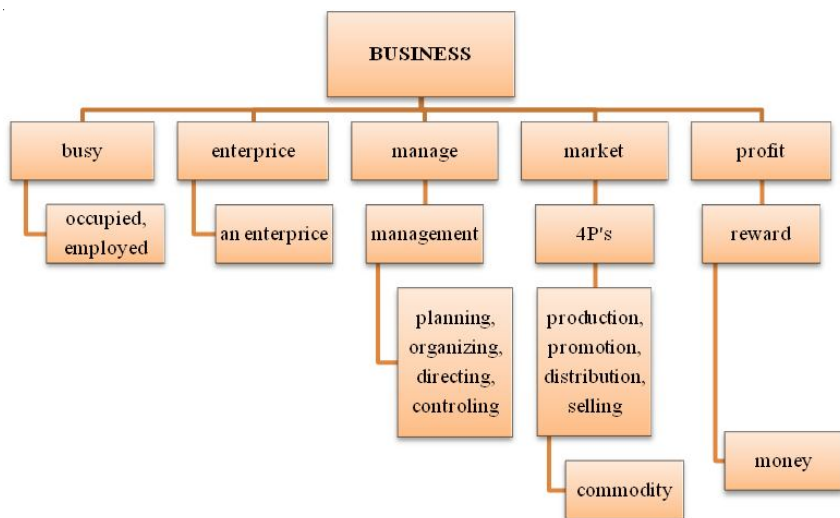 BUSINESS
busy
enterprice
manage
market
profit
occupied,
employed
an enterprice
management
4P's
reward
planning,
organizing,
directing,
controling
production,
promotion,
distribution,
selling
money
commodity